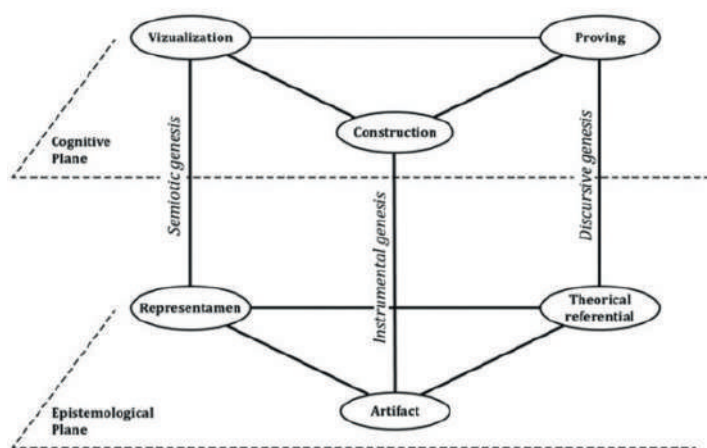 Vizualization
Proving
Construction
Cognitive
Plane
Semiotic genesis
Instrumental genesis
Discursive genesis
Representamen
Theorical
referential
Artifact
Epistemological
Plane